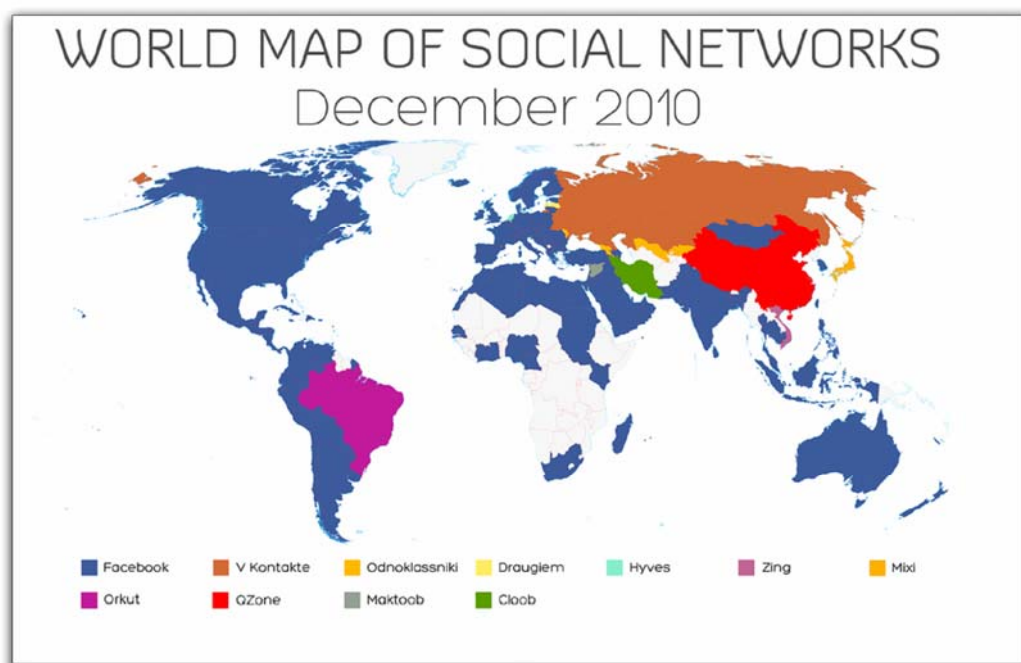 WORLD MAP OF SOCIAL NETWORKS
December 2010
Facebook V Kontakte Odnoklassniki Draugiem Hyves Zing Mixi
Orkut QZone Maktoob Cloob